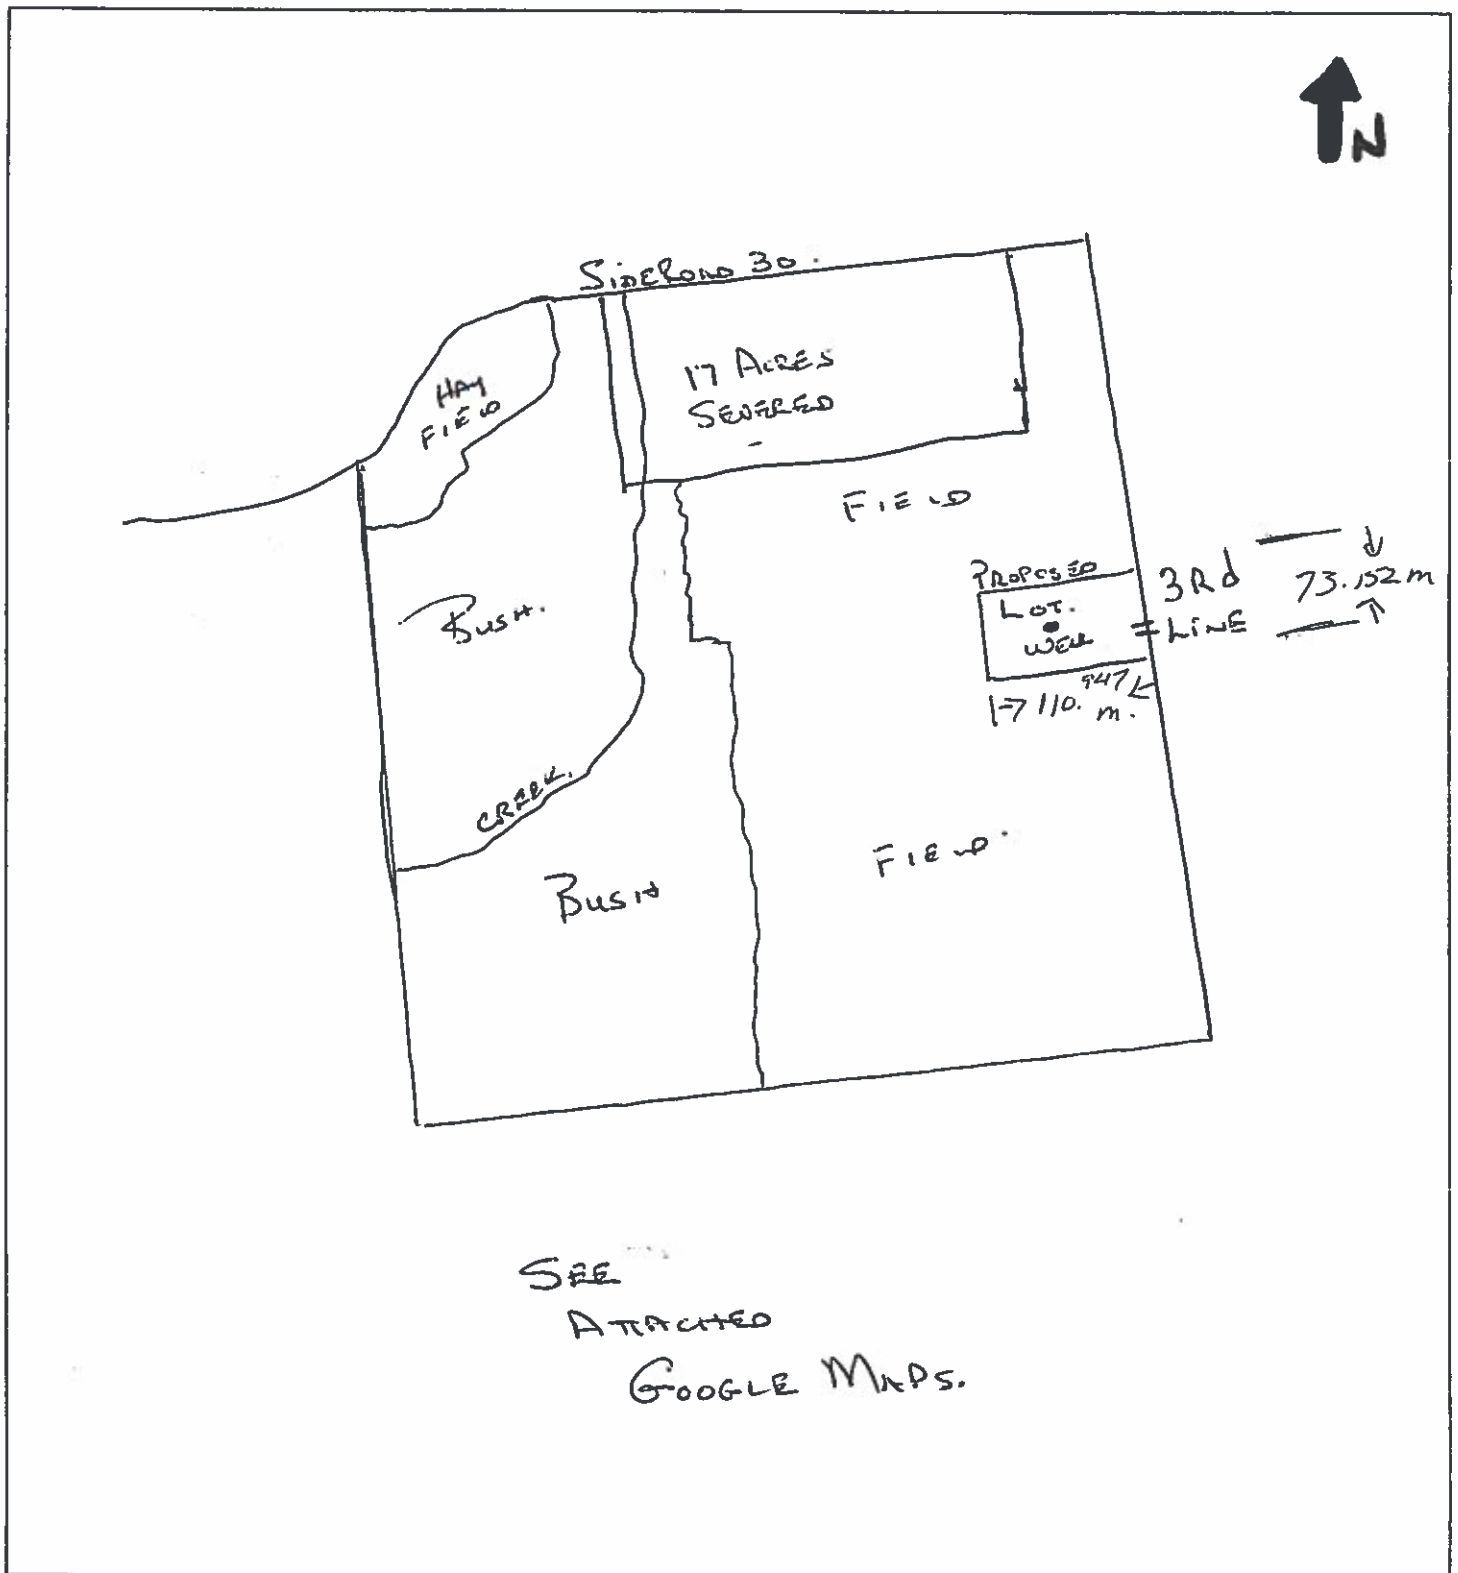 N
SIDEROAD 30.
17 ACRES
SEVERED
HAY
FIELD
FIELD
PROPOSED
LOT.
WELL
3Rd
LINE
73.152 m
110.947
m.
BUSH.
CREEK.
FIELD.
BUSH
SEE
ATTACHED
GOOGLE MAPS.